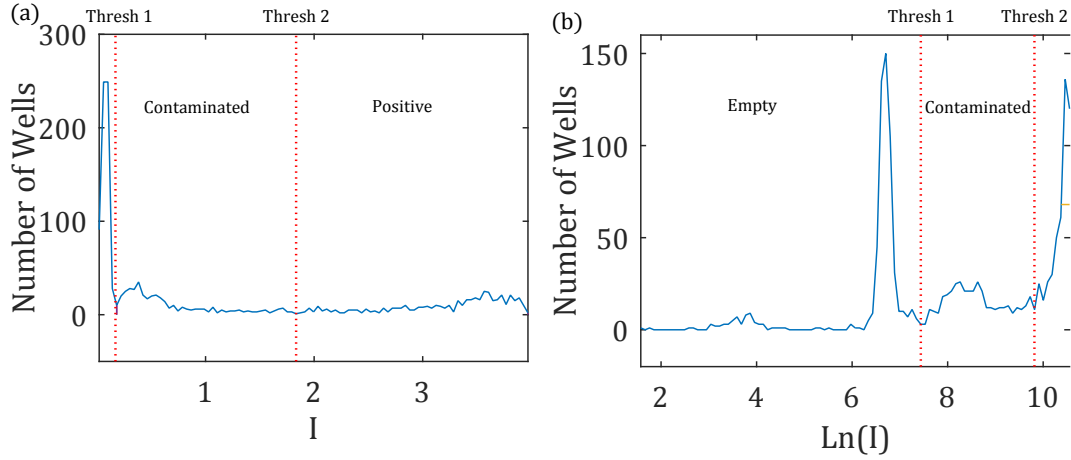 (a)
Thresh 1
Thresh 2
300
200
100
0
Number of Wells
Contaminated
Positive
1
2
3
I
(b)
Thresh 1
Thresh 2
150
100
50
0
Number of Wells
Empty
Contaminated
2
4
6
8
10
Ln(I)